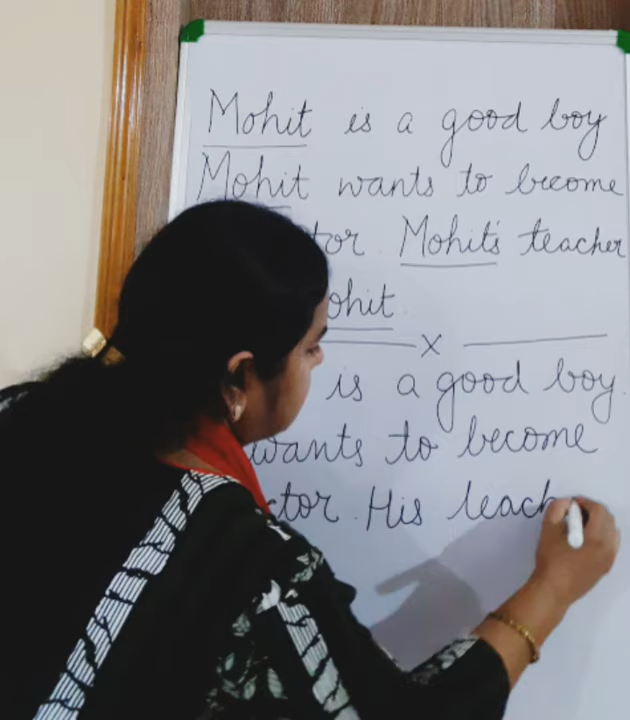 Mohit is a good boy
Mohit wants to become
tor. Mohit's teacher
ohit
x
is a good boy.
wants to become
ctor. His teach